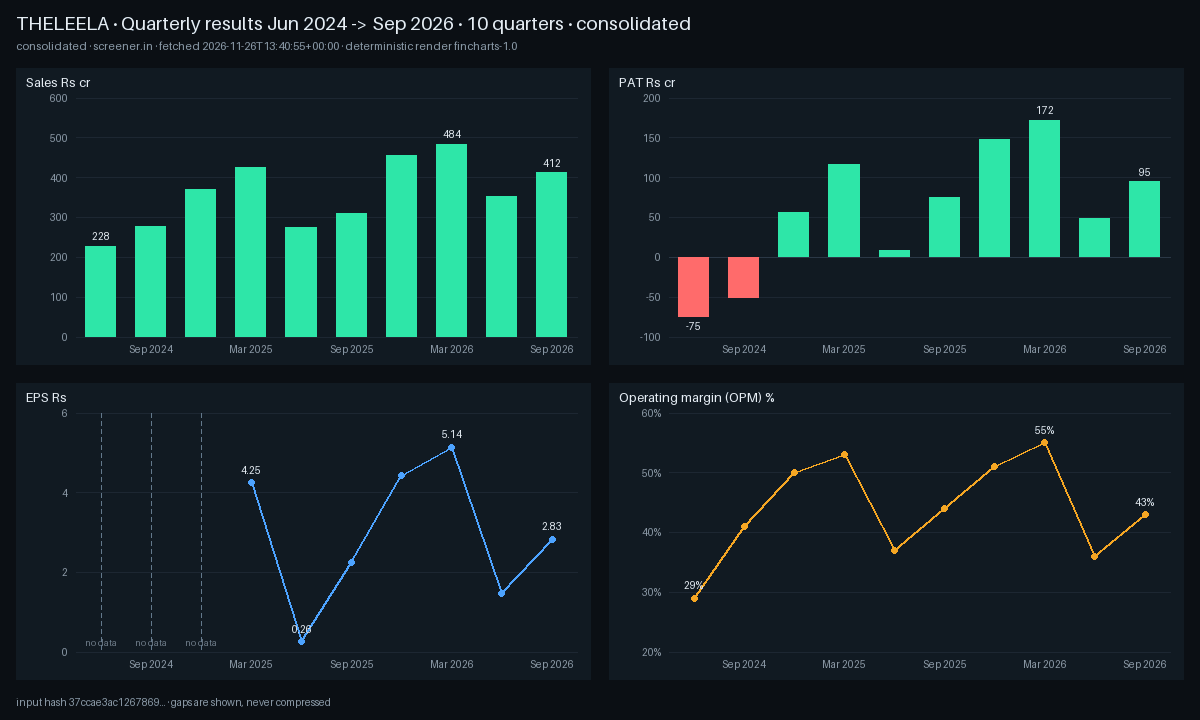 THELEELA · Quarterly results Jun 2024 -> Sep 2026 · 10 quarters · consolidated
consolidated · screener.in · fetched 2026-11-26T13:40:55+00:00 · deterministic render fincharts-1.0
Sales Rs cr
600
500
400
300
200
100
0
228
484
412
Sep 2024
Mar 2025
Sep 2025
Mar 2026
Sep 2026
PAT Rs cr
200
150
100
50
0
-50
-100
-75
172
95
Sep 2024
Mar 2025
Sep 2025
Mar 2026
Sep 2026
EPS Rs
6
4
2
0
no data
no data
no data
4.25
0.26
5.14
2.83
Sep 2024
Mar 2025
Sep 2025
Mar 2026
Sep 2026
Operating margin (OPM) %
60%
50%
40%
30%
20%
29%
55%
43%
Sep 2024
Mar 2025
Sep 2025
Mar 2026
Sep 2026
input hash 37ccae3ac1267869… · gaps are shown, never compressed